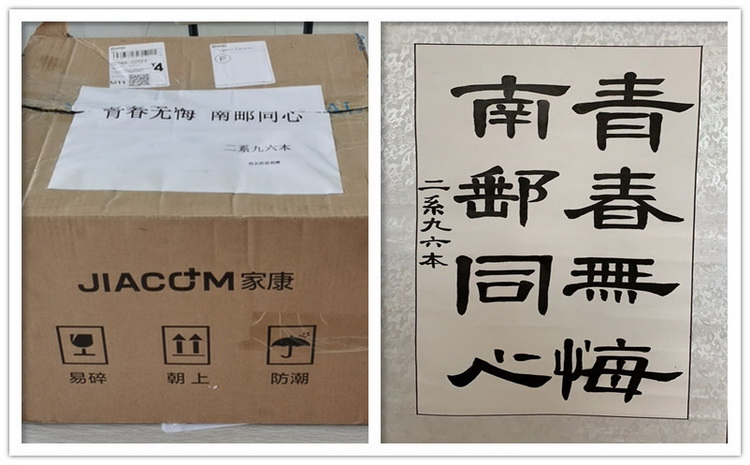 青春无悔 南邮同心
二系九六本
JIACOM家康
易碎
朝上
防潮
青春無悔
南郵同心
二系九六本